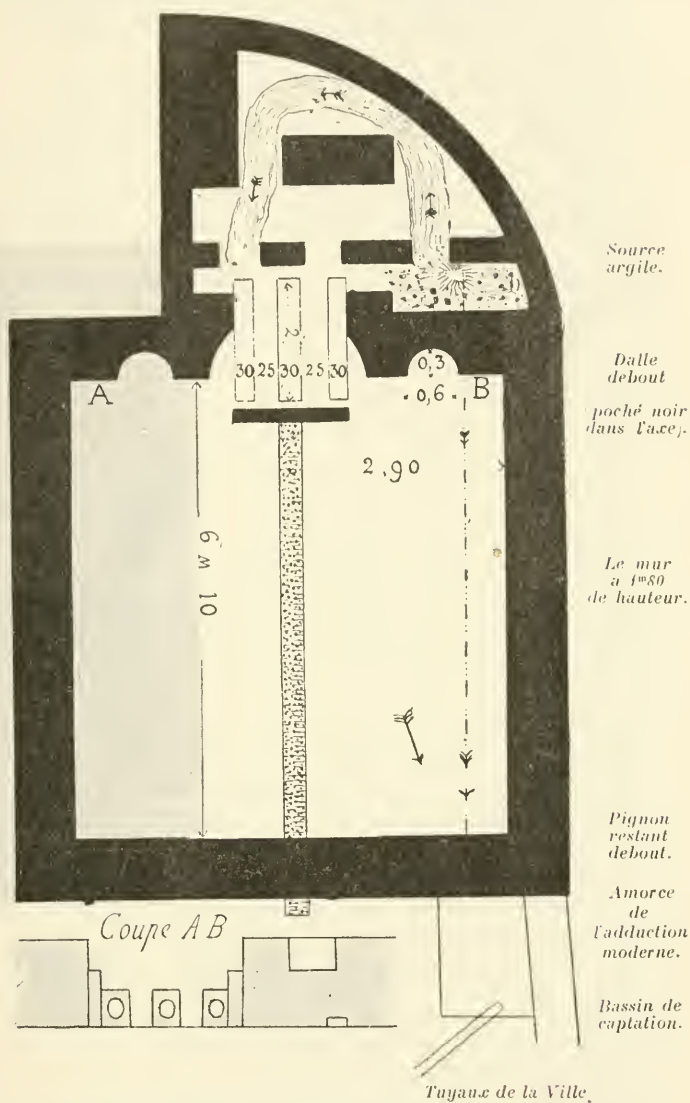 Source
argile.
2
30 25 30 25 30
0,3
0,6
A
B
Dalle
debout
poché noir
dans l'axe).
2.90
6 m 10
Le mur
a 1m80
de hauteur.
Pignon
restant
debout.
Coupe A B
Amorce
de
l'adduction
moderne.
Bassin de
captation.
Tuyaux de la Ville.